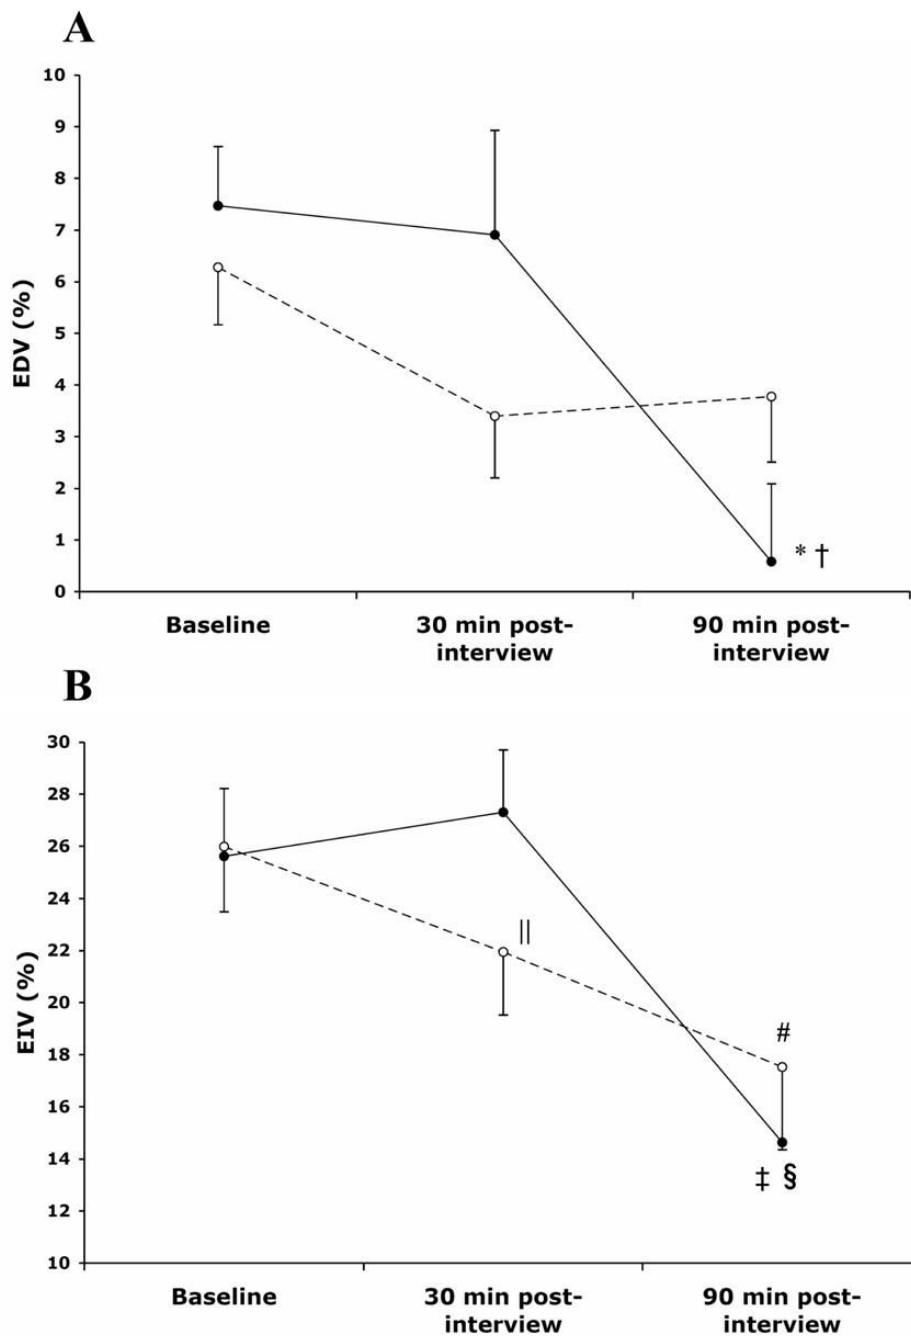 A
10
9
8
7
6
5
4
3
2
1
0
EDV (%)
* †
Baseline
30 min post-
interview
90 min post-
interview
B
30
28
26
24
22
20
18
16
14
12
10
EIV (%)
||
#
‡ §
Baseline
30 min post-
interview
90 min post-
interview